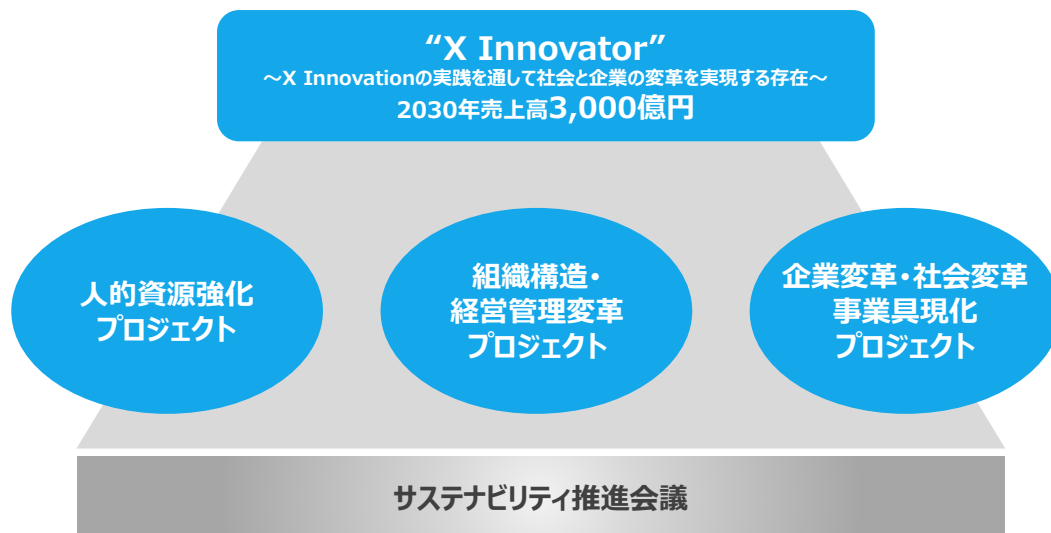 “X Innovator”
～X Innovationの実践を通して社会と企業の変革を実現する存在～
2030年売上高3,000億円
人的資源強化
プロジェクト
組織構造・
経営管理変革
プロジェクト
企業変革・社会変革
事業具現化
プロジェクト
サステナビリティ推進会議